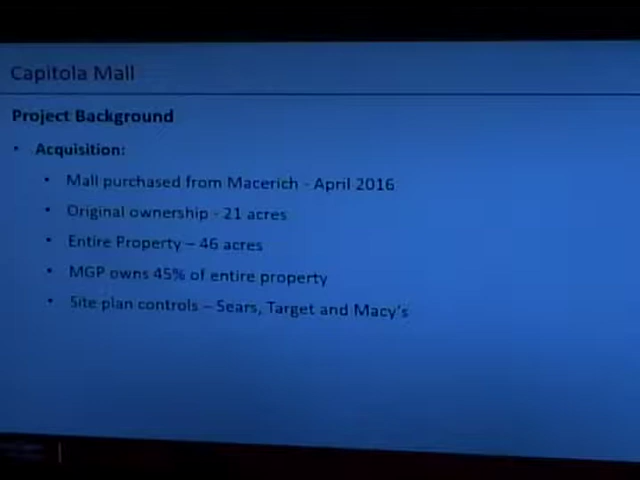 Capitola Mall
Project Background
• Acquisition:
• Mall purchased from Macerich - April 2016
• Original ownership - 21 acres
• Entire Property – 46 acres
• MGP owns 45% of entire property
• Site plan controls – Sears, Target and Macy's